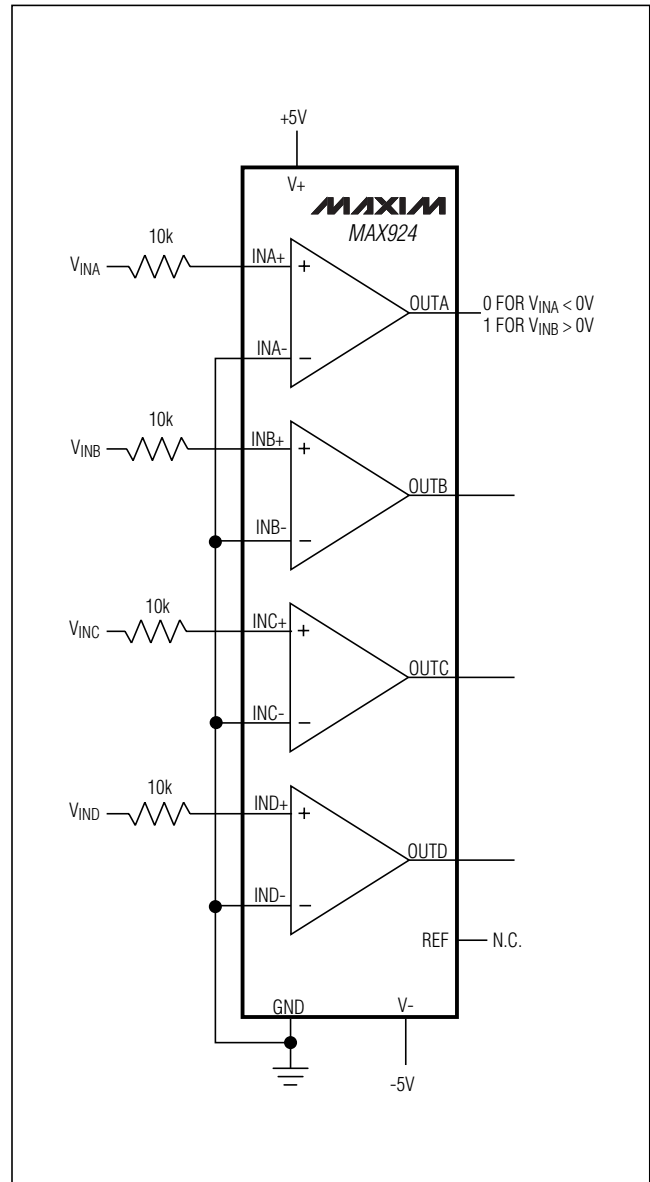 +5V
V+
MAXIM
MAX924
10k
VINA
INA+
+
OUTA
0 FOR VINA < 0V
1 FOR VINB > 0V
INA-
−
10k
VINB
INB+
+
OUTB
INB-
−
10k
VINC
INC+
+
OUTC
INC-
−
10k
VIND
IND+
+
OUTD
IND-
−
REF
N.C.
GND
V-
-5V